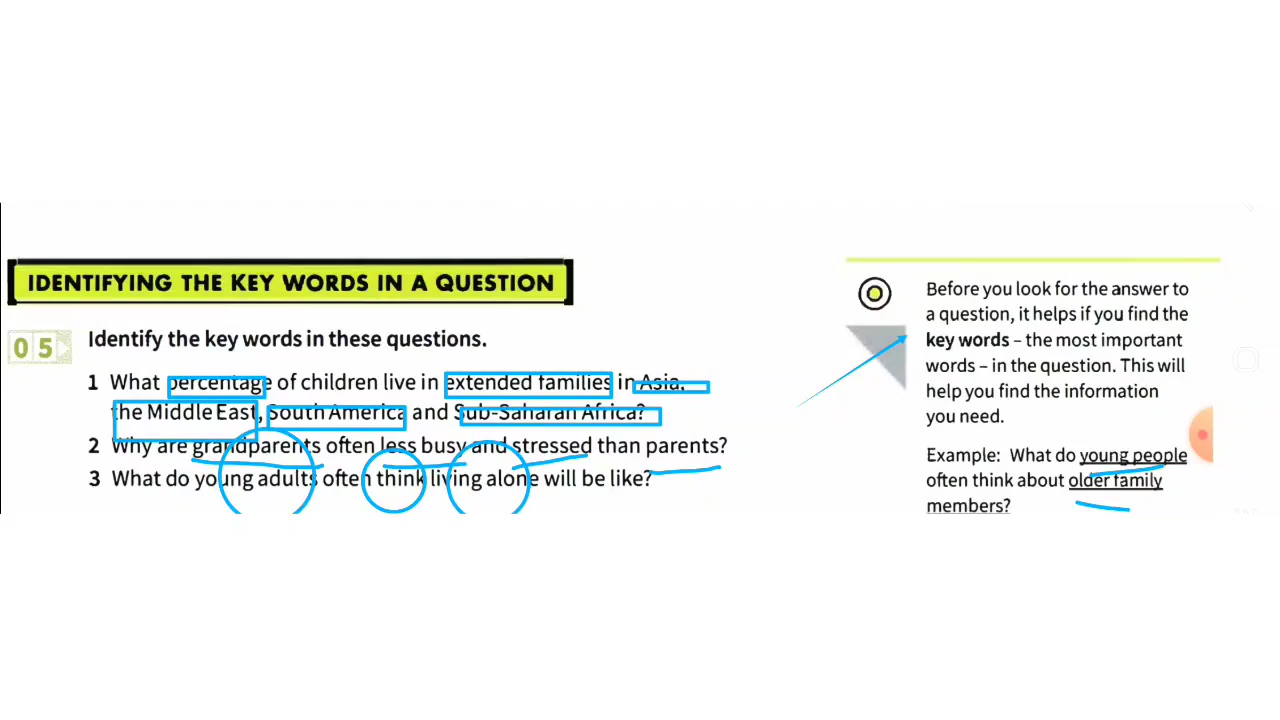 IDENTIFYING THE KEY WORDS IN A QUESTION
05
Identify the key words in these questions.
1 What percentage of children live in extended families in Asia,
the Middle East, South America and Sub-Saharan Africa?
2 Why are grandparents often less busy and stressed than parents?
3 What do young adults often think living alone will be like?
Before you look for the answer to
a question, it helps if you find the
key words – the most important
words – in the question. This will
help you find the information
you need.
Example: What do young people
often think about older family
members?